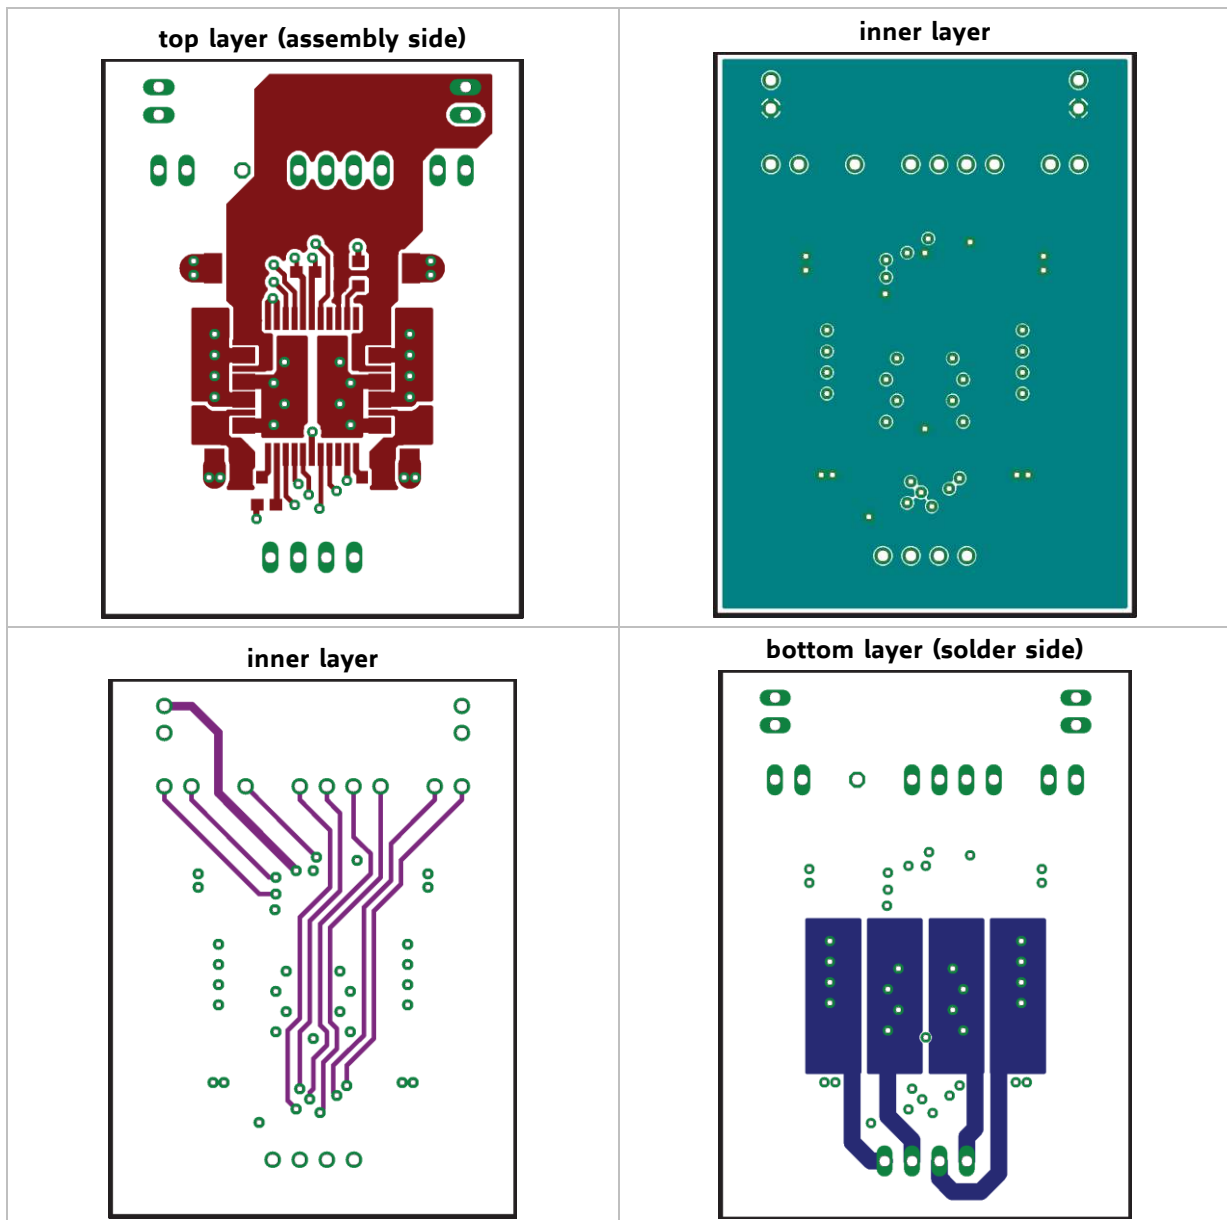 top layer (assembly side)
inner layer
inner layer
bottom layer (solder side)